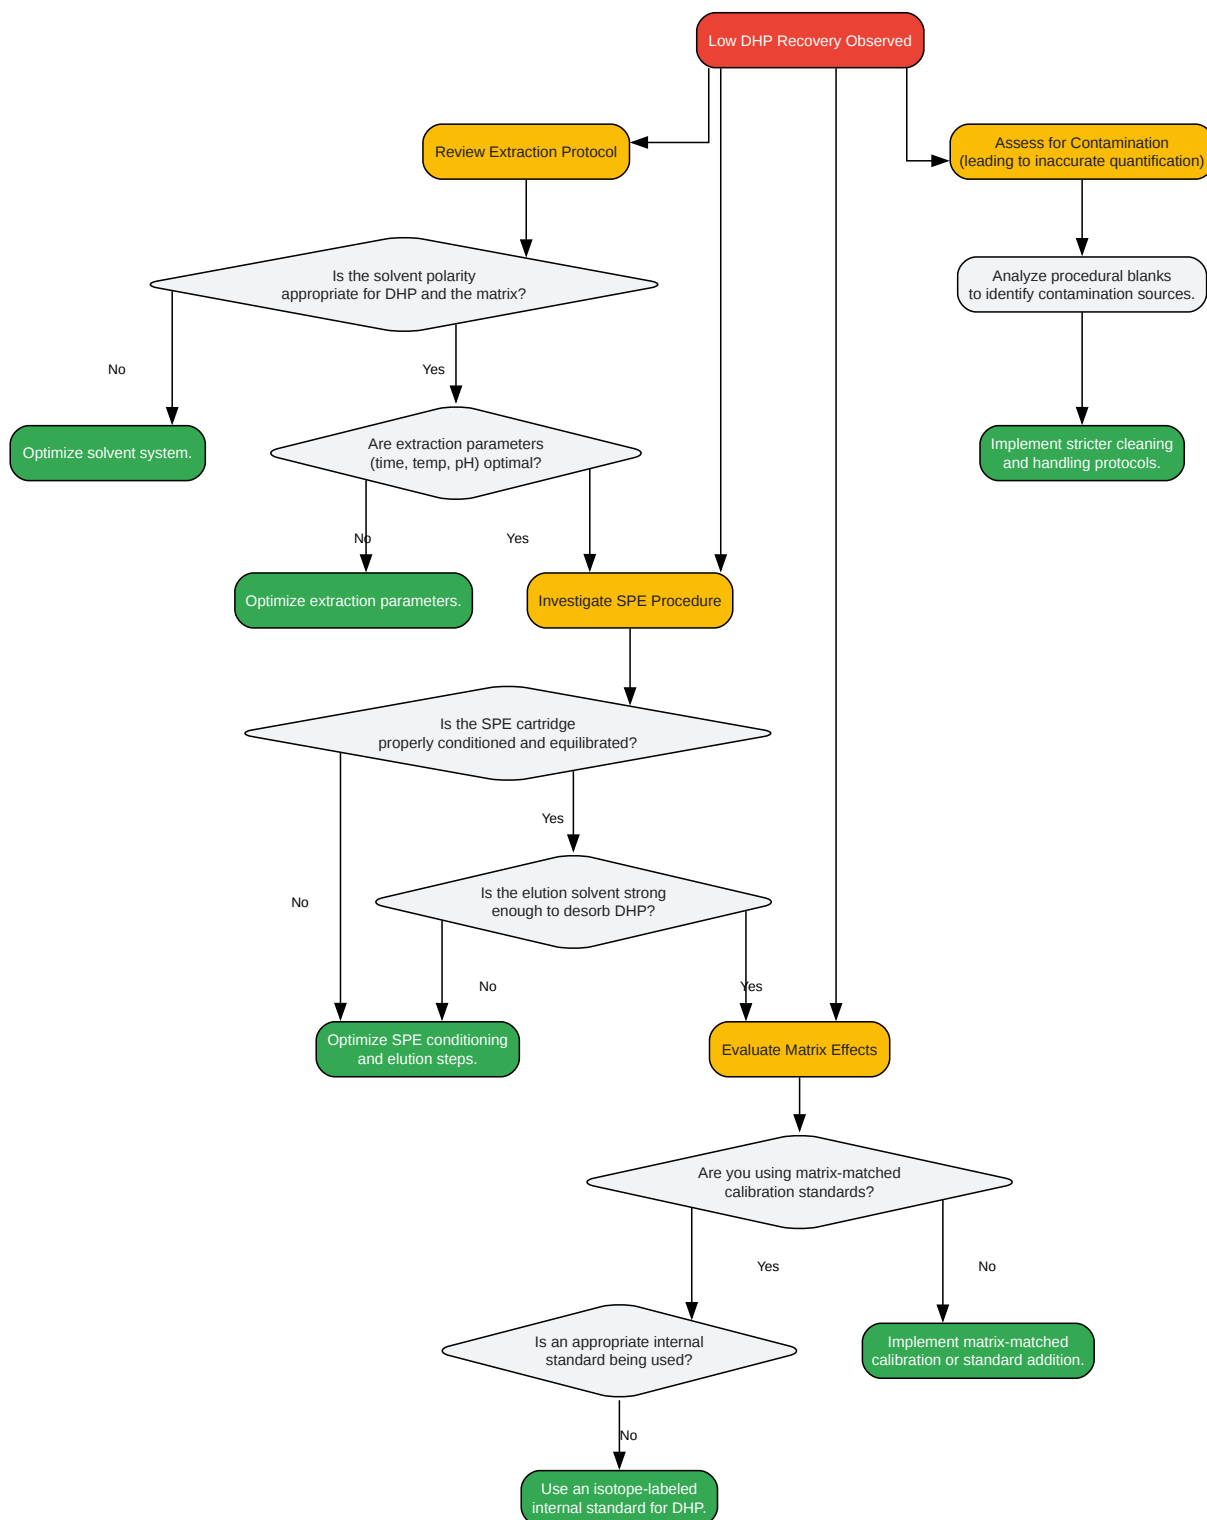 Low DHP Recovery Observed
Review Extraction Protocol
Assess for Contamination
(leading to inaccurate quantification)
Is the solvent polarity
appropriate for DHP and the matrix?
Analyze procedural blanks
to identify contamination sources.
No
Yes
Optimize solvent system.
Are extraction parameters
(time, temp, pH) optimal?
Implement stricter cleaning
and handling protocols.
No
Yes
Optimize extraction parameters.
Investigate SPE Procedure
Is the SPE cartridge
properly conditioned and equilibrated?
Yes
No
Is the elution solvent strong
enough to desorb DHP?
No
Yes
Optimize SPE conditioning
and elution steps.
Evaluate Matrix Effects
Are you using matrix-matched
calibration standards?
Yes
No
Is an appropriate internal
standard being used?
Implement matrix-matched
calibration or standard addition.
No
Use an isotope-labeled
internal standard for DHP.